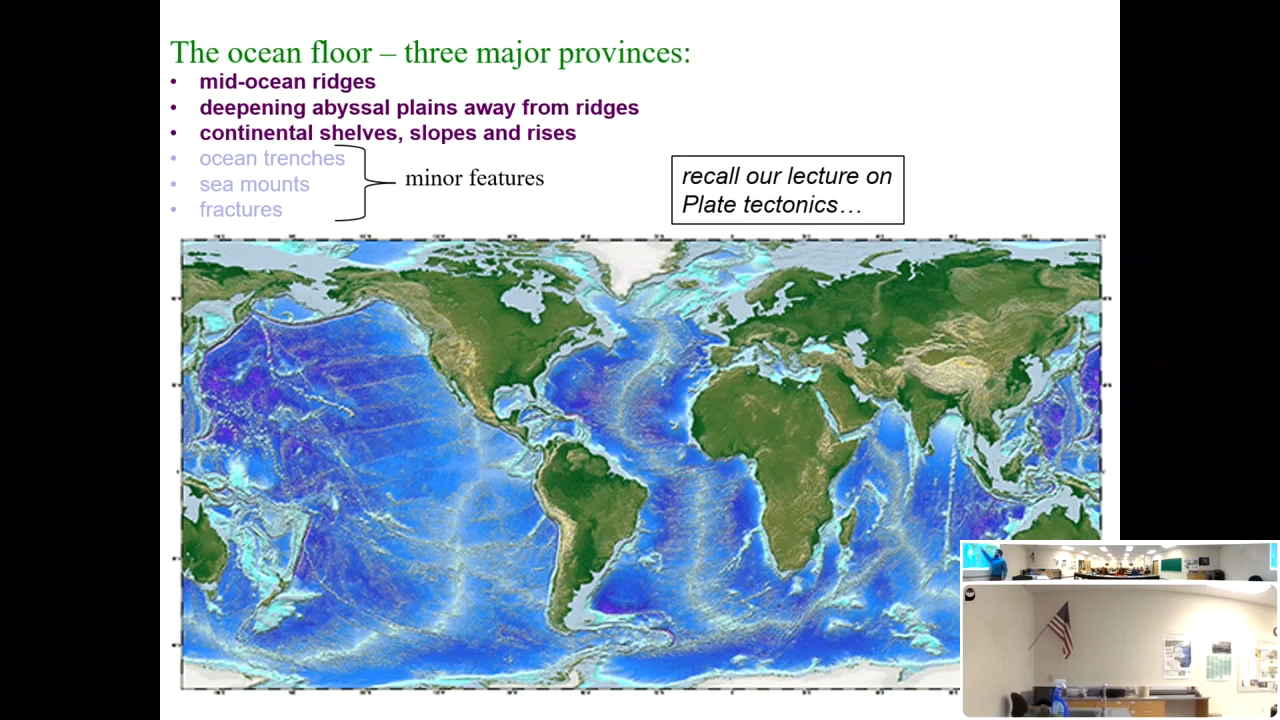 The ocean floor – three major provinces:
• mid-ocean ridges
• deepening abyssal plains away from ridges
• continental shelves, slopes and rises
• ocean trenches
• sea mounts
• fractures
minor features
recall our lecture on
Plate tectonics…